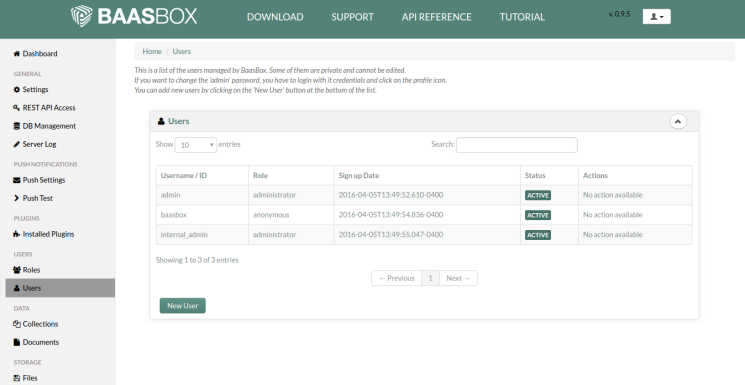 BAASBOX DOWNLOAD SUPPORT API REFERENCE TUTORIAL v. 0.9.5
Dashboard
GENERAL
Settings
REST API Access
DB Management
Server Log
PUSH NOTIFICATIONS
Push Settings
Push Test
PLUGINS
Installed Plugins
USERS
Roles
Users
DATA
Collections
Documents
STORAGE
Files
Home / Users
This is a list of the users managed by BaasBox. Some of them are private and cannot be edited.
If you want to change the 'admin' password, you have to login with it credentials and click on the profile icon.
You can add new users by clicking on the 'New User' button at the bottom of the list.
Users
Show 10 entries Search:
Username / ID Role Sign up Date Status Actions
admin administrator 2016-04-05T13:49:52.610-0400 ACTIVE No action available
baasbox anonymous 2016-04-05T13:49:54.836-0400 ACTIVE No action available
internal_admin administrator 2016-04-05T13:49:55.047-0400 ACTIVE No action available
Showing 1 to 3 of 3 entries
← Previous 1 Next →
New User